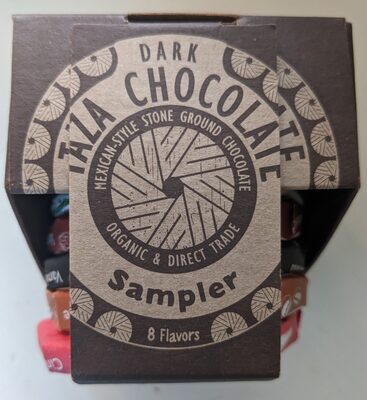 DARK
TAZA CHOCOLATE
MEXICAN-STYLE STONE GROUND CHOCOLATE
ORGANIC & DIRECT TRADE
Sampler
8 Flavors